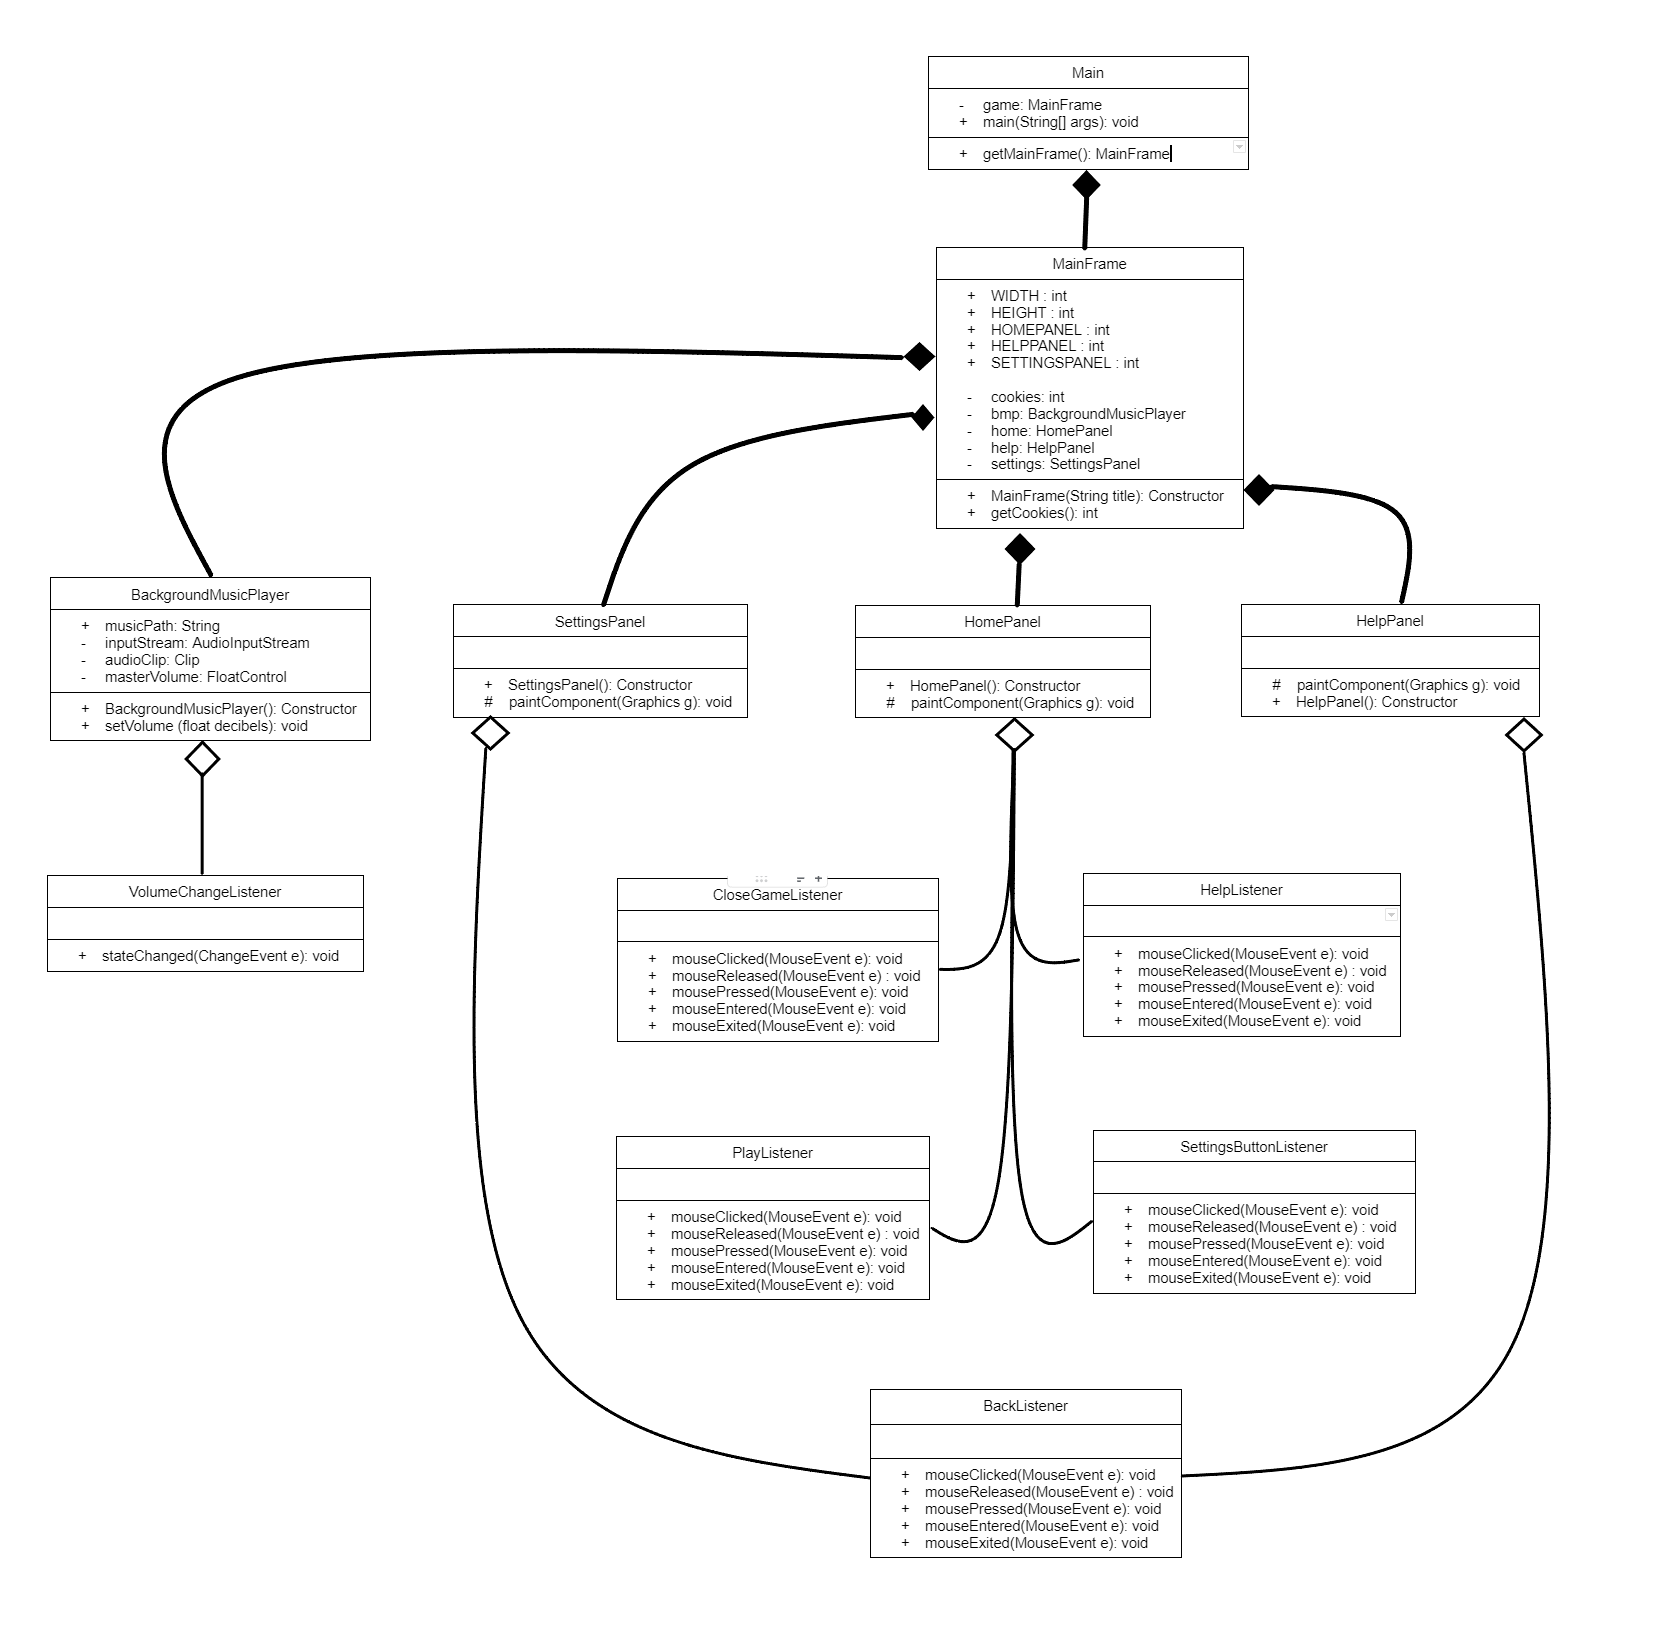 Main
- game: MainFrame
+ main(String[] args): void
+ getMainFrame(): MainFrame
MainFrame
+ WIDTH : int
+ HEIGHT : int
+ HOMEPANEL : int
+ HELPPANEL : int
+ SETTINGSPANEL : int
- cookies: int
- bmp: BackgroundMusicPlayer
- home: HomePanel
- help: HelpPanel
- settings: SettingsPanel
+ MainFrame(String title): Constructor
+ getCookies(): int
BackgroundMusicPlayer
+ musicPath: String
- inputStream: AudioInputStream
- audioClip: Clip
- masterVolume: FloatControl
+ BackgroundMusicPlayer(): Constructor
+ setVolume (float decibels): void
SettingsPanel
+ SettingsPanel(): Constructor
# paintComponent(Graphics g): void
HomePanel
+ HomePanel(): Constructor
# paintComponent(Graphics g): void
HelpPanel
# paintComponent(Graphics g): void
+ HelpPanel(): Constructor
VolumeChangeListener
+ stateChanged(ChangeEvent e): void
CloseGameListener
+ mouseClicked(MouseEvent e): void
+ mouseReleased(MouseEvent e) : void
+ mousePressed(MouseEvent e): void
+ mouseEntered(MouseEvent e): void
+ mouseExited(MouseEvent e): void
HelpListener
+ mouseClicked(MouseEvent e): void
+ mouseReleased(MouseEvent e) : void
+ mousePressed(MouseEvent e): void
+ mouseEntered(MouseEvent e): void
+ mouseExited(MouseEvent e): void
PlayListener
+ mouseClicked(MouseEvent e): void
+ mouseReleased(MouseEvent e) : void
+ mousePressed(MouseEvent e): void
+ mouseEntered(MouseEvent e): void
+ mouseExited(MouseEvent e): void
SettingsButtonListener
+ mouseClicked(MouseEvent e): void
+ mouseReleased(MouseEvent e) : void
+ mousePressed(MouseEvent e): void
+ mouseEntered(MouseEvent e): void
+ mouseExited(MouseEvent e): void
BackListener
+ mouseClicked(MouseEvent e): void
+ mouseReleased(MouseEvent e) : void
+ mousePressed(MouseEvent e): void
+ mouseEntered(MouseEvent e): void
+ mouseExited(MouseEvent e): void